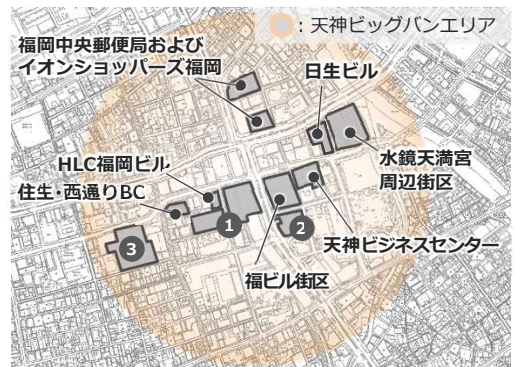 ：天神ビッグバンエリア
福岡中央郵便局および
イオンショッパーズ福岡
日生ビル
水鏡天満宮
周辺街区
HLC福岡ビル
住生・西通りBC
1
2
天神ビジネスセンター
3
福ビル街区